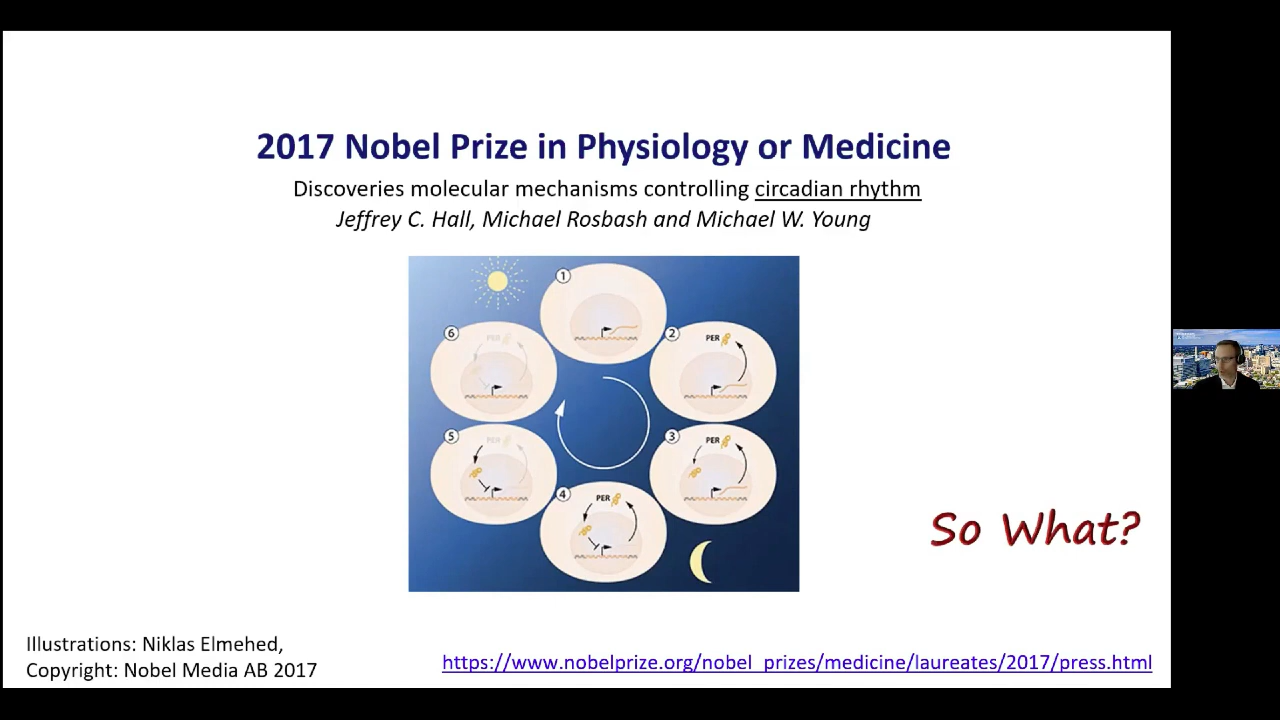 2017 Nobel Prize in Physiology or Medicine
Discoveries molecular mechanisms controlling circadian rhythm
Jeffrey C. Hall, Michael Rosbash and Michael W. Young
1
6
PER
2
PER
5
PER
3
PER
4
PER
So What?
Illustrations: Niklas Elmehed,
Copyright: Nobel Media AB 2017
https://www.nobelprize.org/nobel_prizes/medicine/laureates/2017/press.html